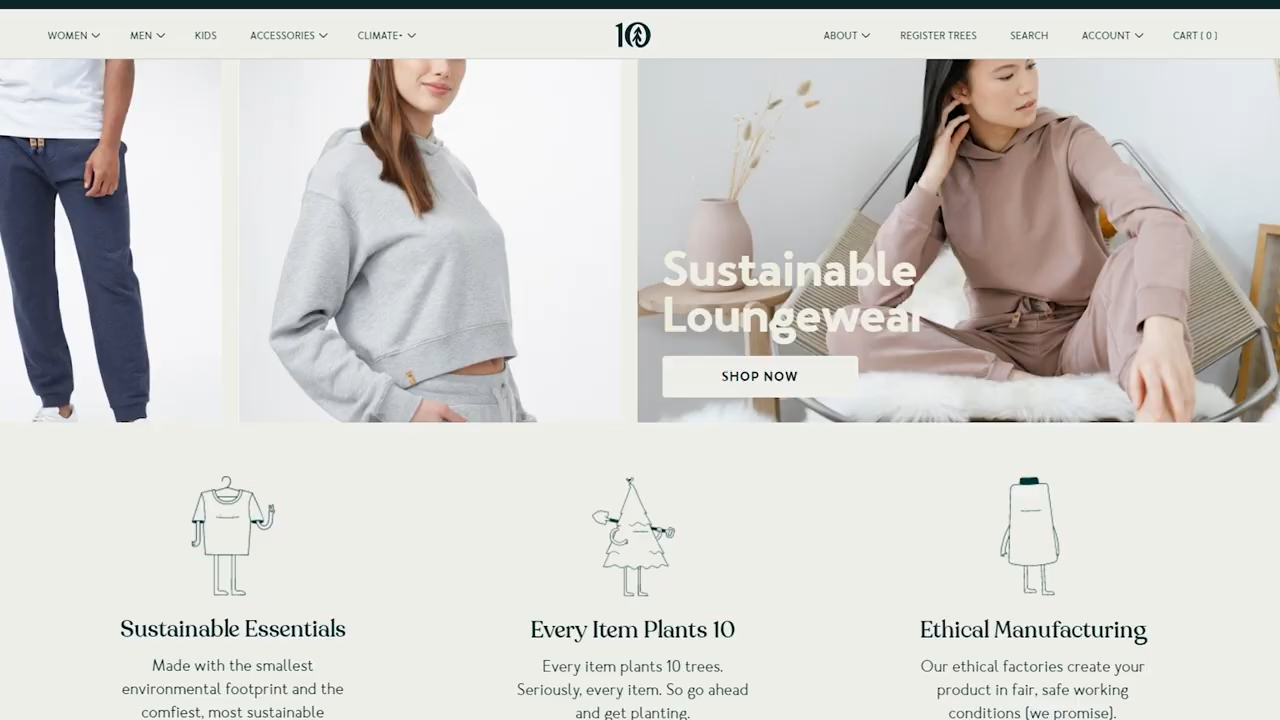 WOMEN
MEN
KIDS
ACCESSORIES
CLIMATE+
10
ABOUT
REGISTER TREES
SEARCH
ACCOUNT
CART [ 0 ]
Sustainable
Loungewear
SHOP NOW
Sustainable Essentials
Made with the smallest
environmental footprint and the
comfiest, most sustainable
Every Item Plants 10
Every item plants 10 trees.
Seriously, every item. So go ahead
and get planting.
Ethical Manufacturing
Our ethical factories create your
product in fair, safe working
conditions [we promise].